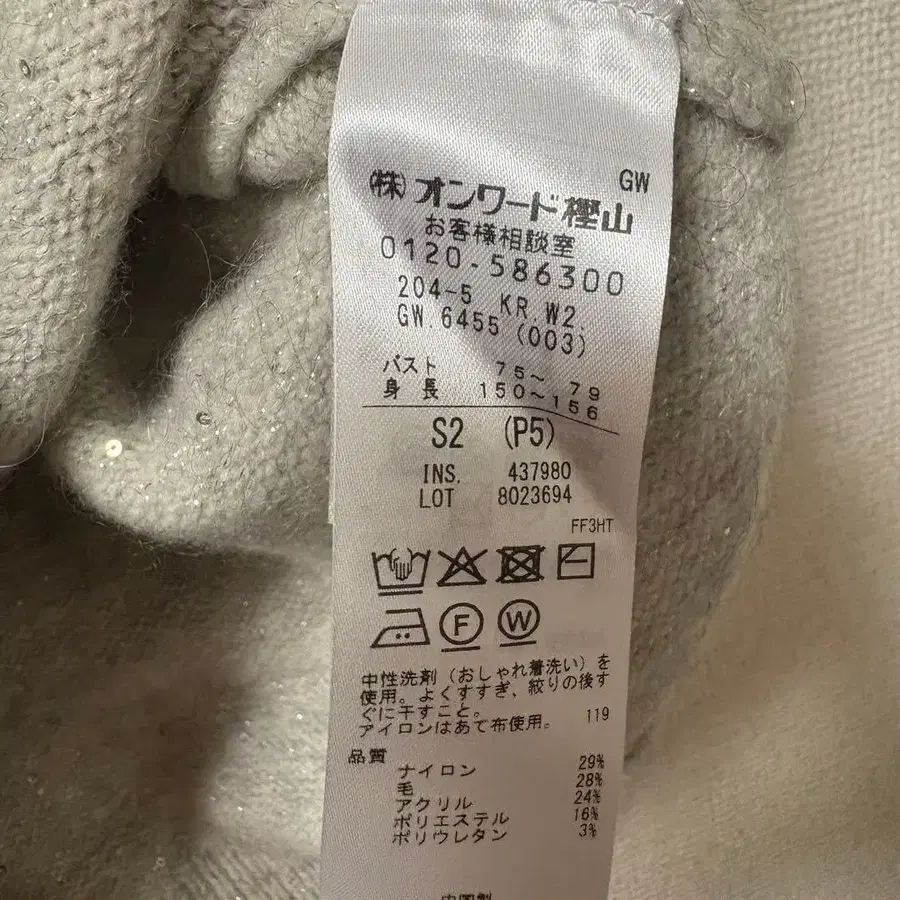 GW
㈱オンワード樫山
お客様相談室
0120-586300
204-5 KR.W2.
GW.6455 (003)
バスト 75～ 79
身長 150～156
S2 (P5)
INS. 437980
LOT 8023694
FF3HT
F W
中性洗剤（おしゃれ着洗い）を
使用。よくすすぎ、絞りの後す
ぐに干すこと。
アイロンはあて布使用。 119
品質
ナイロン 29%
毛 28%
アクリル 24%
ポリエステル 16%
ポリウレタン 3%